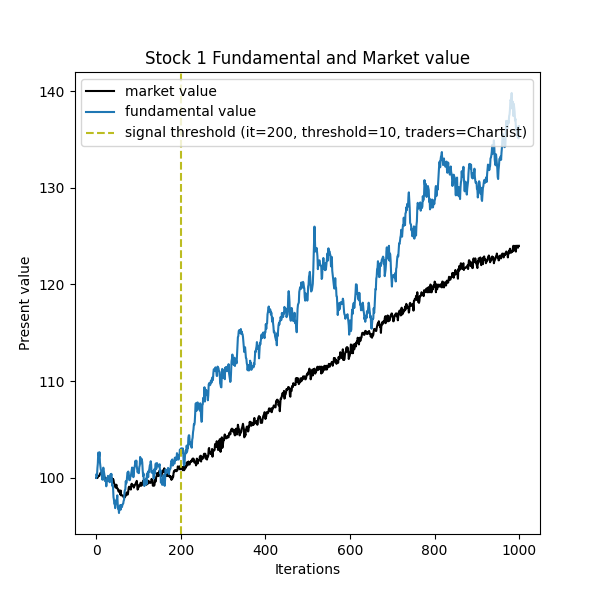 Stock 1 Fundamental and Market value
market value
fundamental value
signal threshold (it=200, threshold=10, traders=Chartist)
140
130
120
110
100
Present value
0 200 400 600 800 1000
Iterations